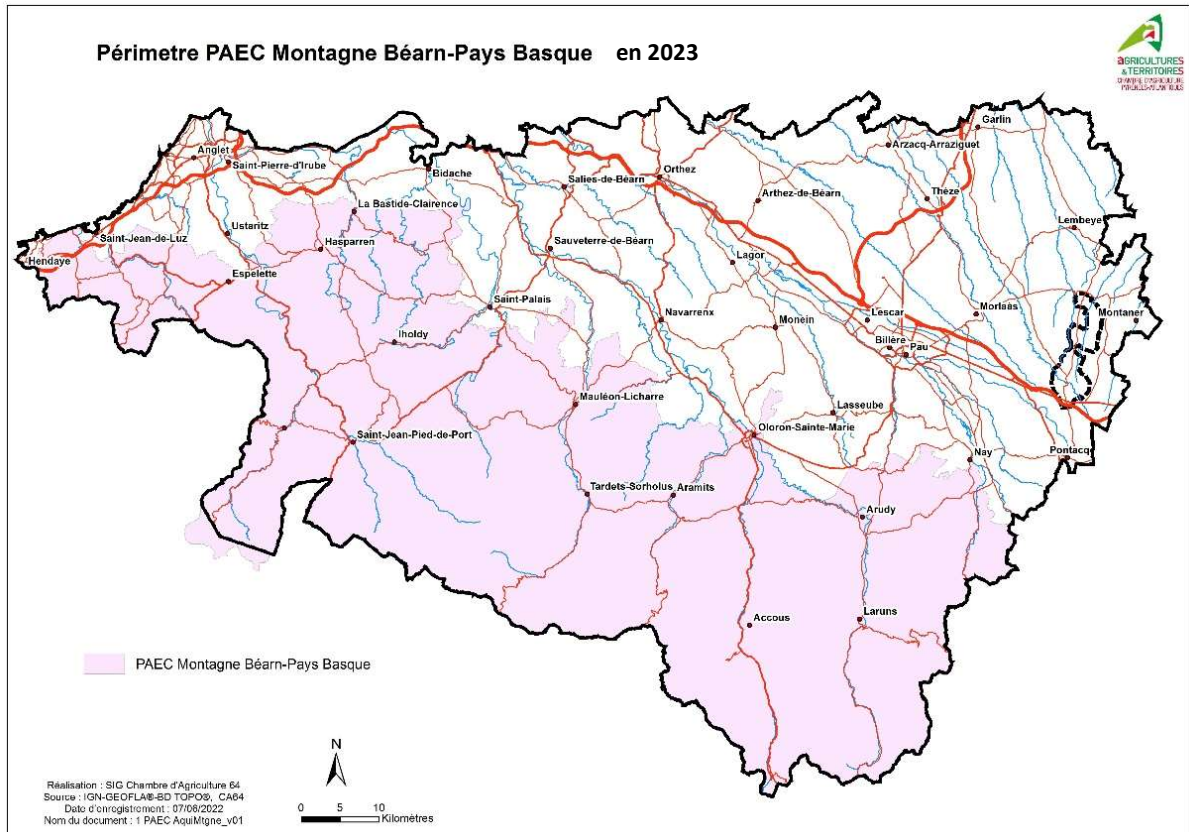 Périmetre PAEC Montagne Béarn-Pays Basque en 2023
agRICULTURES
& TERRITOIRES
CHAMBRE D'AGRICULTURE
PYRÉNÉES-ATLANTIQUES
Garlin
Arzacq-Arraziguet
Anglet
Saint-Pierre-d'Irube
Bidache
Orthez
Salies-de-Béarn
Arthez-de-Béarn
Thèze
La Bastide-Clairence
Lembeye
Ustaritz
Saint-Jean-de-Luz
Hasparren
Sauveterre-de-Béarn
Lagor
Hendaye
Espelette
Saint-Palais
Navarrenx
Monein
Lescar
Morlaàs
Montaner
Iholdy
Billère
Pau
Mauléon-Licharre
Lasseube
Oloron-Sainte-Marie
Saint-Jean-Pied-de-Port
Nay
Pontacq
Tardets-Sorholus
Aramits
Arudy
Accous
Laruns
PAEC Montagne Béarn-Pays Basque
N
0 5 10
Kilomètres
Réalisation : SIG Chambre d'Agriculture 64
Source : IGN-GEOFLA®-BD TOPO®, CA64
Date d'enregistrement : 07/06/2022
Nom du document : 1 PAEC AquiMtgne_v01